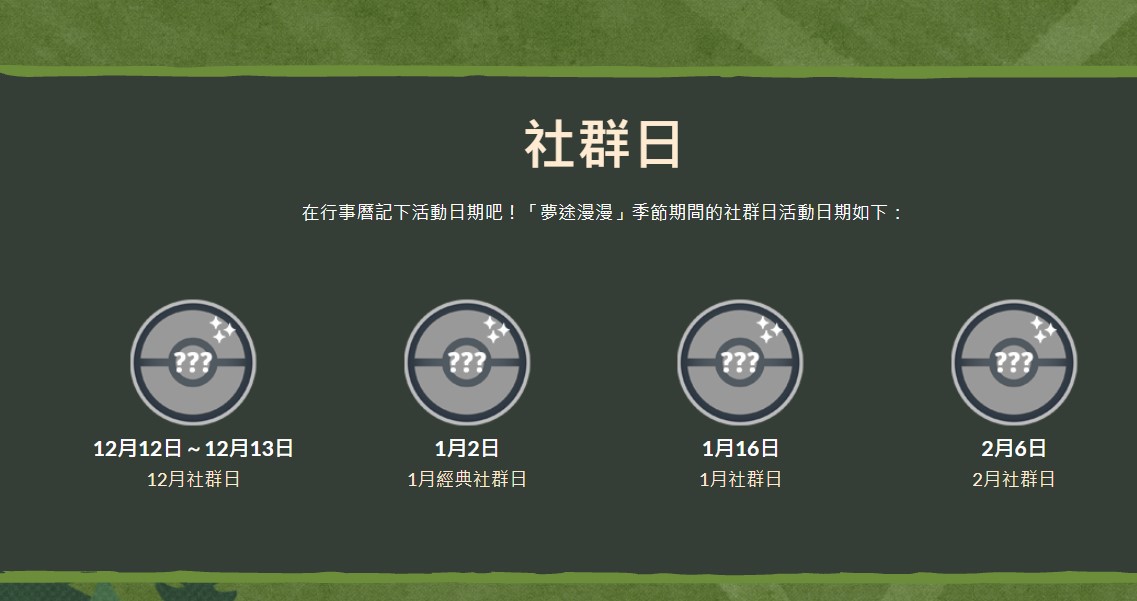 社群日
在行事曆記下活動日期吧！「夢途漫漫」季節期間的社群日活動日期如下：
??? ??? ??? ???
12月12日～12月13日 1月2日 1月16日 2月6日
12月社群日 1月經典社群日 1月社群日 2月社群日